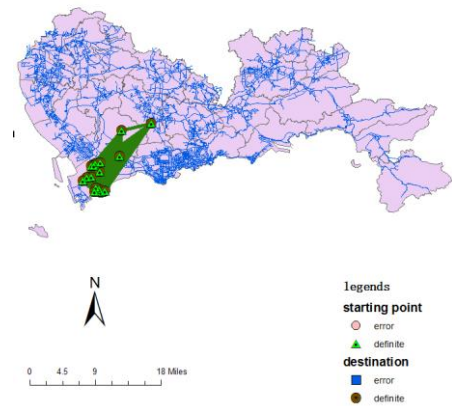 N
legends
starting point
error
definite
destination
error
definite
0 4.5 9 18 Miles